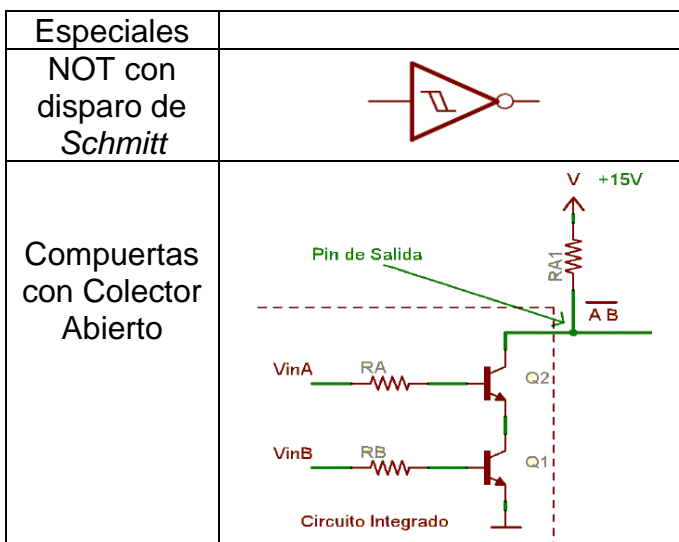 Especiales
NOT con
disparo de
Schmitt
Compuertas
con Colector
Abierto
V +15V
Pin de Salida
RA1
A B
VinA RA
Q2
VinB RB
Q1
Circuito Integrado